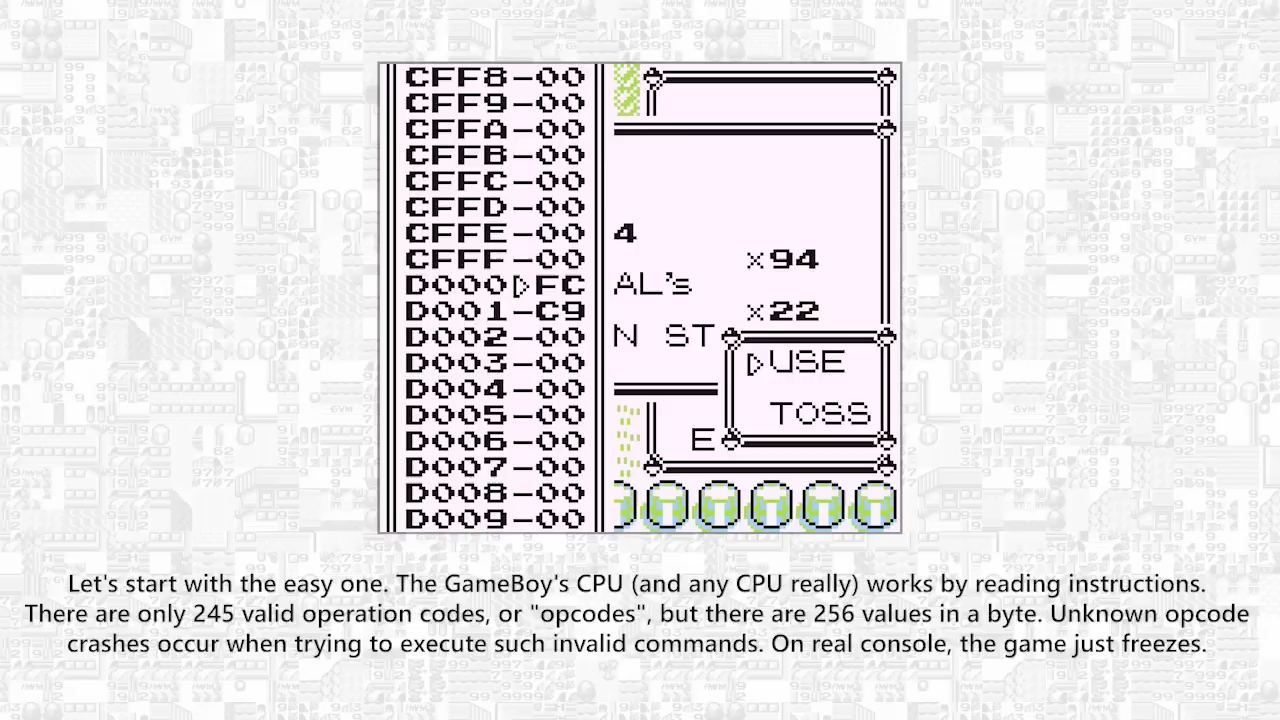 CFF8-00
CFF9-00
CFFA-00
CFFB-00
CFFC-00
CFFD-00
CFFE-00 4
CFFF-00 ×94
D000▷FC AL's
D001-C9 ×22
D002-00 N ST
D003-00 ▷USE
D004-00
D005-00 TOSS
D006-00 E
D007-00
D008-00
D009-00
Let's start with the easy one. The GameBoy's CPU (and any CPU really) works by reading instructions.
There are only 245 valid operation codes, or "opcodes", but there are 256 values in a byte. Unknown opcode
crashes occur when trying to execute such invalid commands. On real console, the game just freezes.